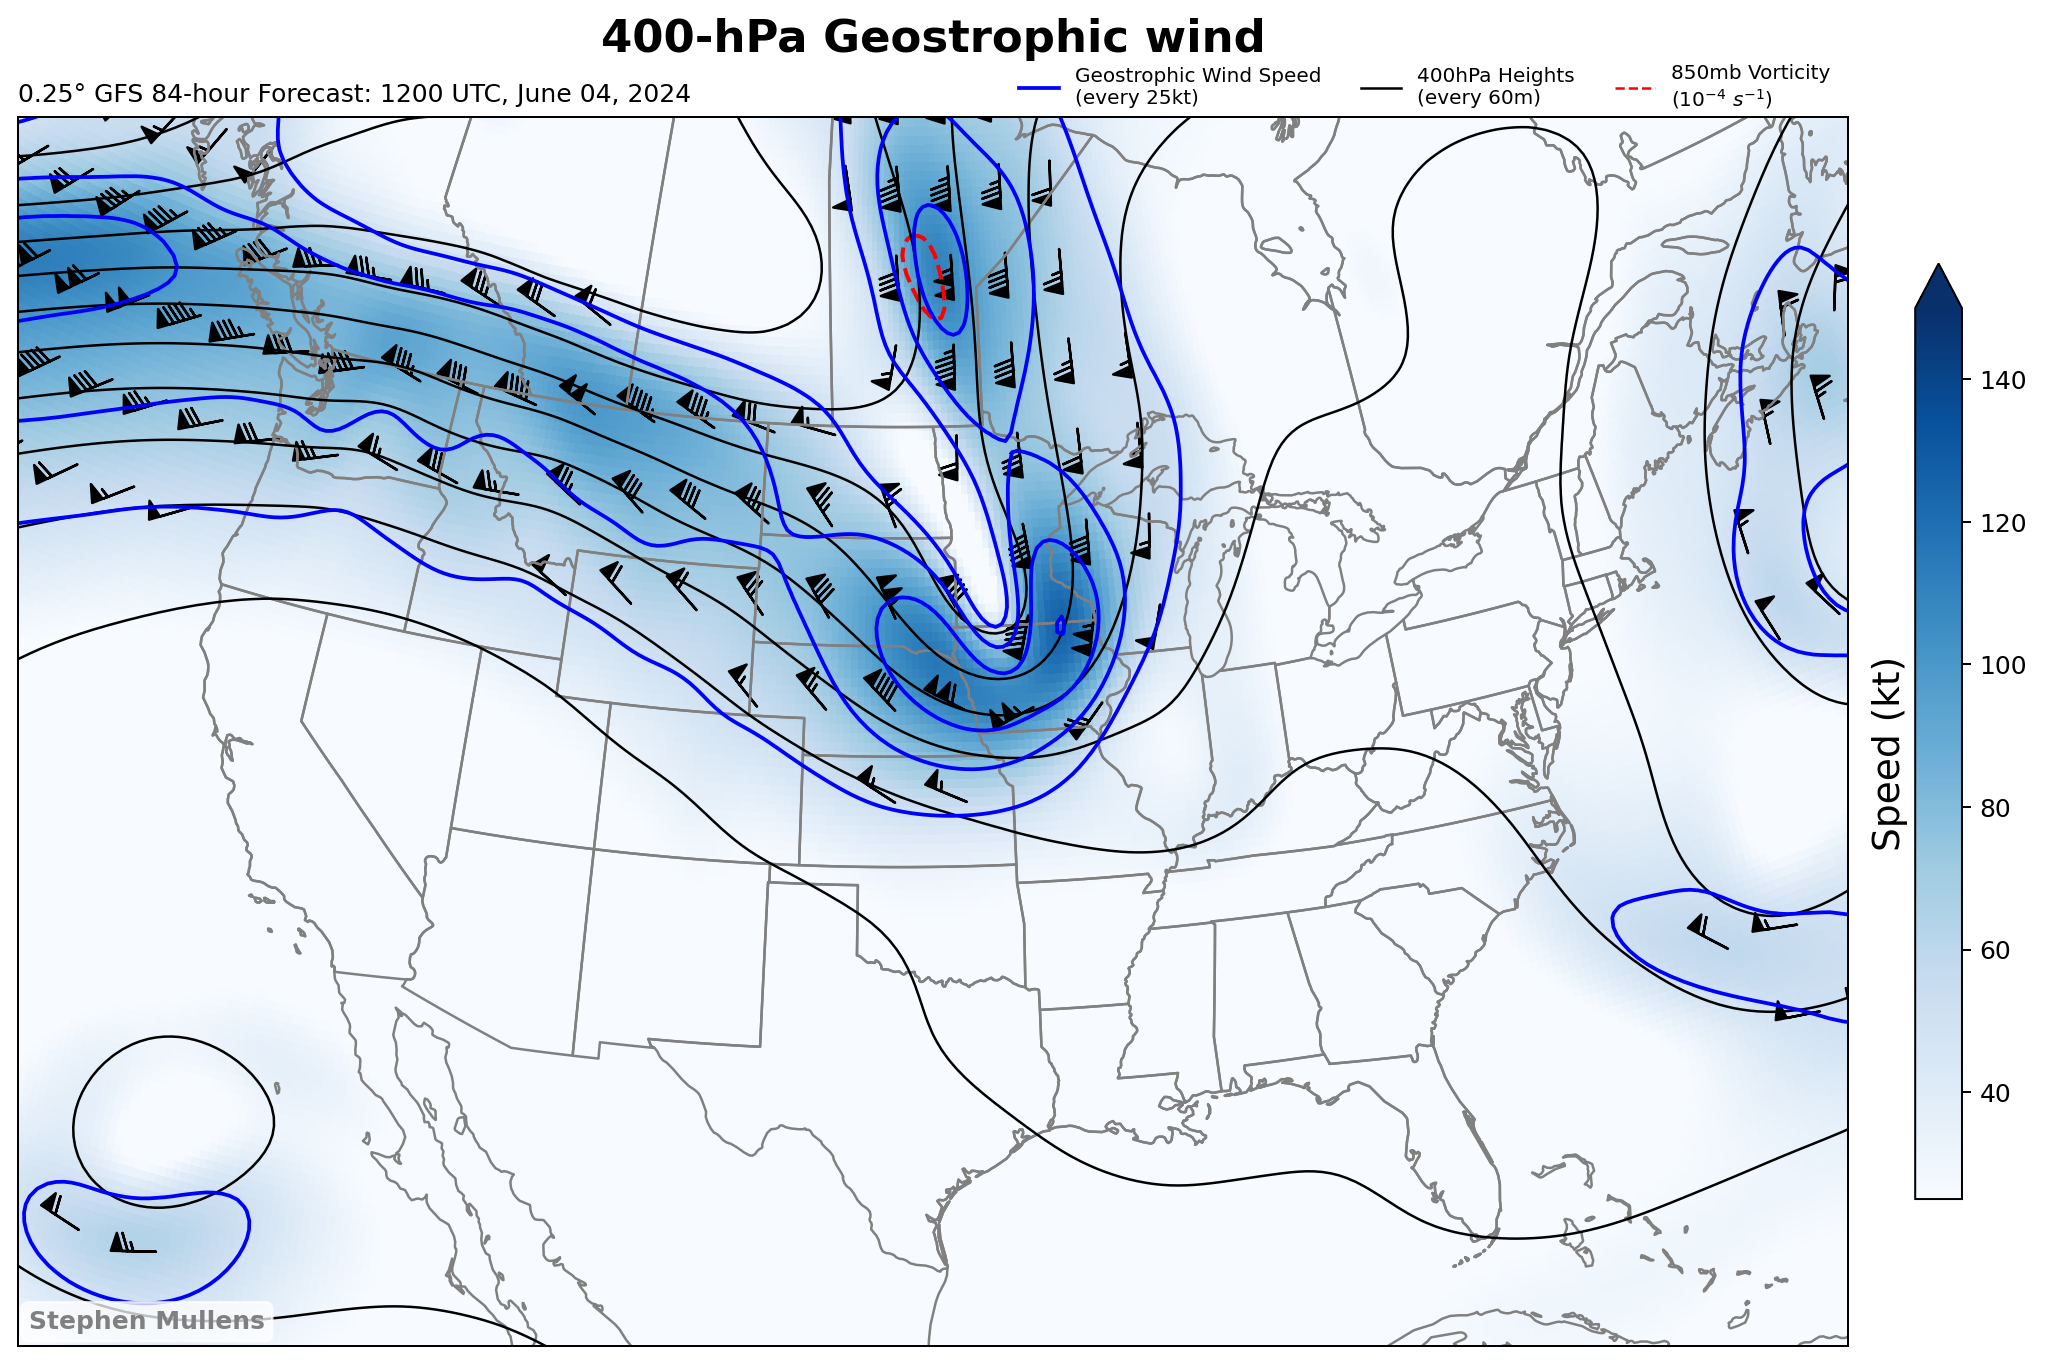 400-hPa Geostrophic wind
0.25° GFS 84-hour Forecast: 1200 UTC, June 04, 2024
Geostrophic Wind Speed
(every 25kt)
400hPa Heights
(every 60m)
850mb Vorticity
(10⁻⁴ s⁻¹)
140
120
100
80
60
40
Speed (kt)
Stephen Mullens